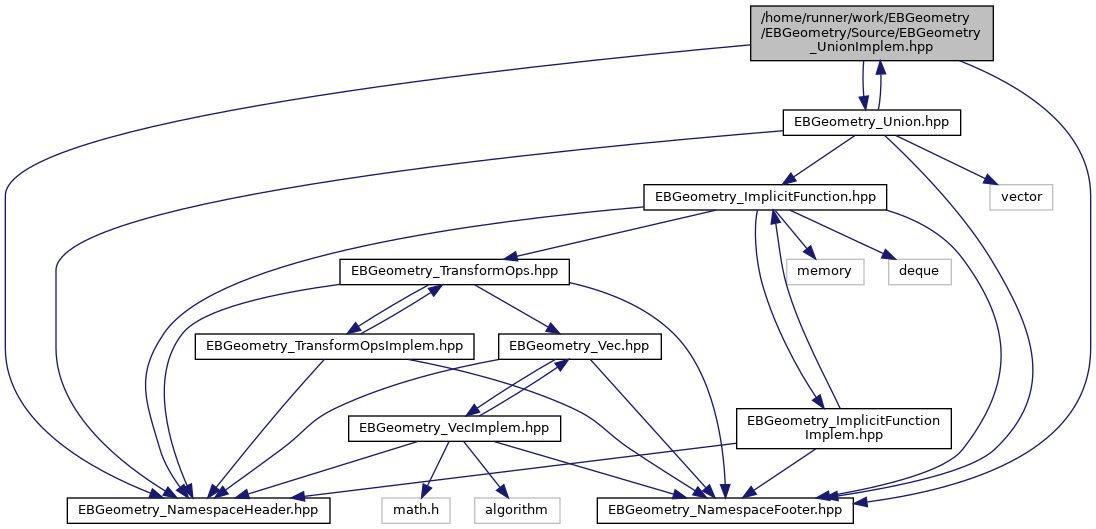 /home/runner/work/EBGeometry
/EBGeometry/Source/EBGeometry
_UnionImplem.hpp
EBGeometry_Union.hpp
EBGeometry_ImplicitFunction.hpp
vector
EBGeometry_TransformOps.hpp
memory
deque
EBGeometry_TransformOpsImplem.hpp
EBGeometry_Vec.hpp
EBGeometry_VecImplem.hpp
EBGeometry_ImplicitFunction
Implem.hpp
EBGeometry_NamespaceHeader.hpp
math.h
algorithm
EBGeometry_NamespaceFooter.hpp